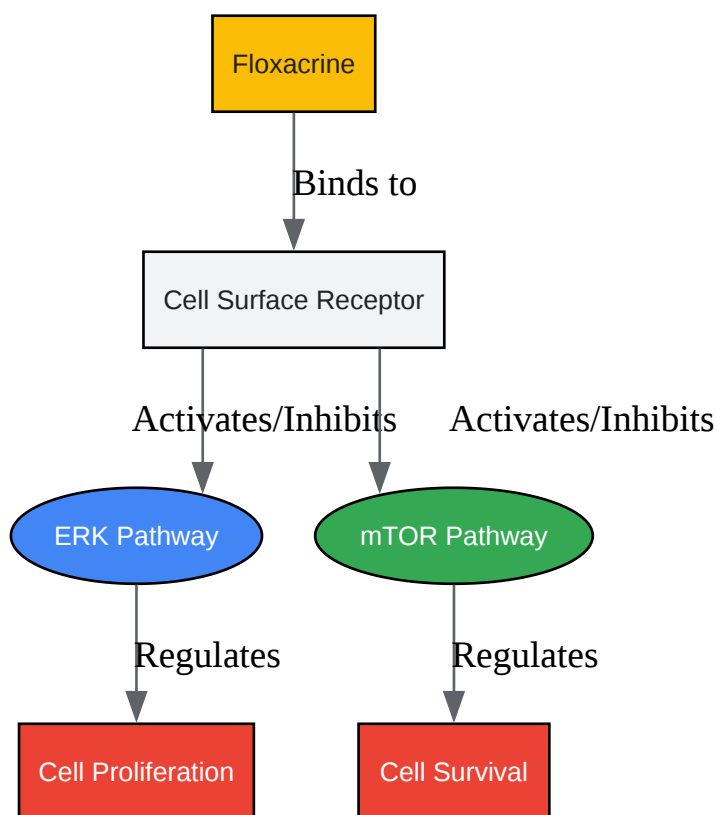 Floxacrine
Binds to
Cell Surface Receptor
Activates/Inhibits
Activates/Inhibits
ERK Pathway
mTOR Pathway
Regulates
Regulates
Cell Proliferation
Cell Survival